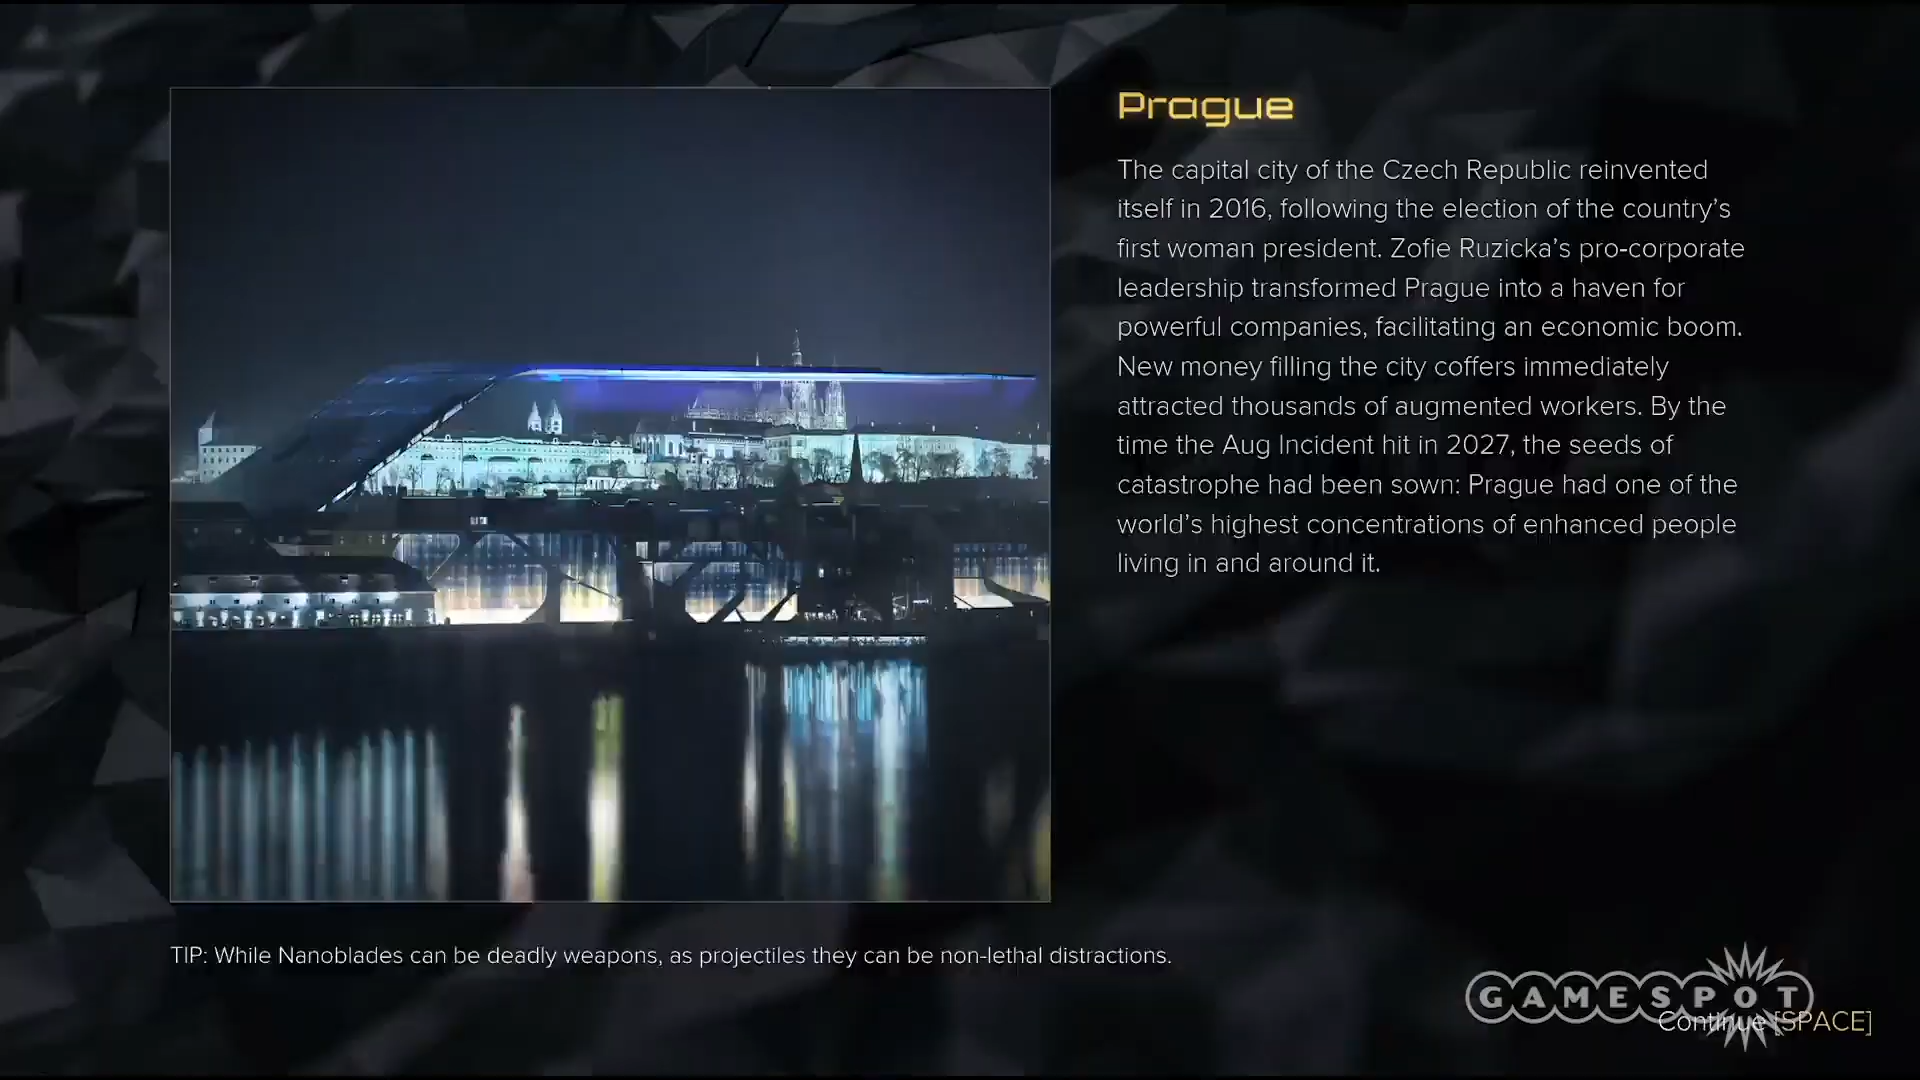 Prague
The capital city of the Czech Republic reinvented
itself in 2016, following the election of the country's
first woman president. Zofie Ruzicka's pro-corporate
leadership transformed Prague into a haven for
powerful companies, facilitating an economic boom.
New money filling the city coffers immediately
attracted thousands of augmented workers. By the
time the Aug Incident hit in 2027, the seeds of
catastrophe had been sown: Prague had one of the
world's highest concentrations of enhanced people
living in and around it.
TIP: While Nanoblades can be deadly weapons, as projectiles they can be non-lethal distractions.
GAMESPOT
Continue [SPACE]